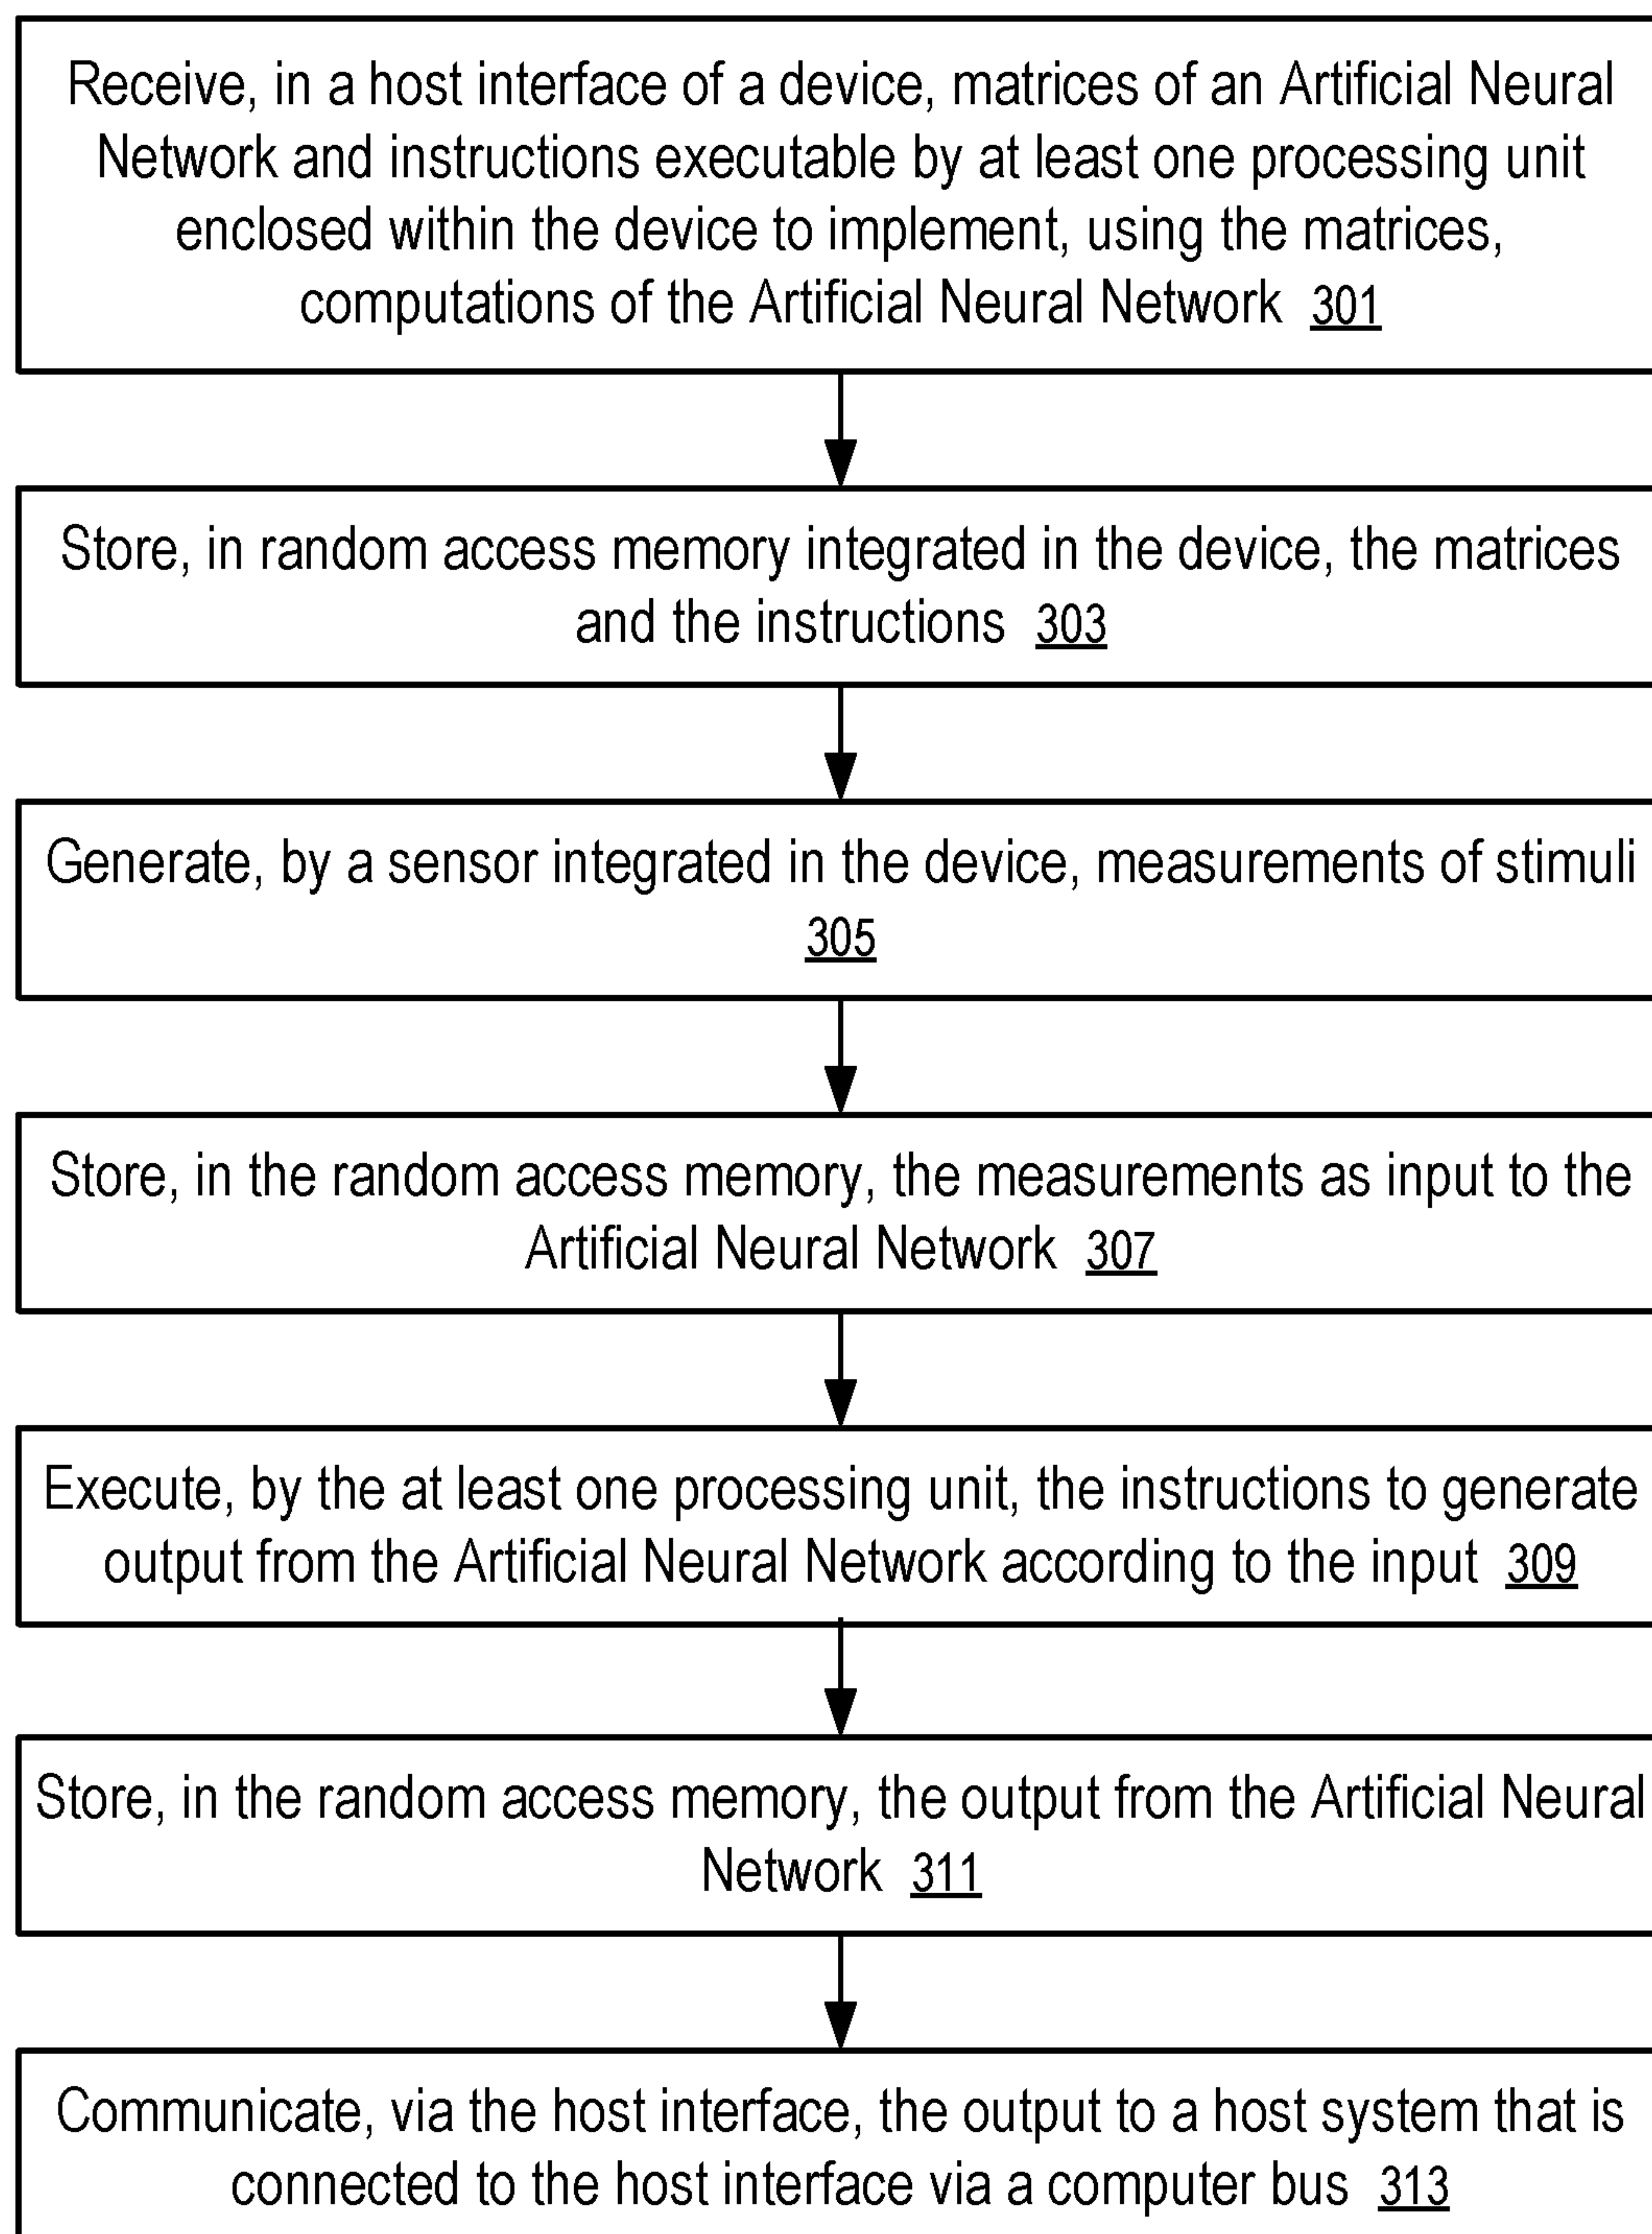 Receive, in a host interface of a device, matrices of an Artificial Neural
Network and instructions executable by at least one processing unit
enclosed within the device to implement, using the matrices,
computations of the Artificial Neural Network 301
Store, in random access memory integrated in the device, the matrices
and the instructions 303
Generate, by a sensor integrated in the device, measurements of stimuli
305
Store, in the random access memory, the measurements as input to the
Artificial Neural Network 307
Execute, by the at least one processing unit, the instructions to generate
output from the Artificial Neural Network according to the input 309
Store, in the random access memory, the output from the Artificial Neural
Network 311
Communicate, via the host interface, the output to a host system that is
connected to the host interface via a computer bus 313